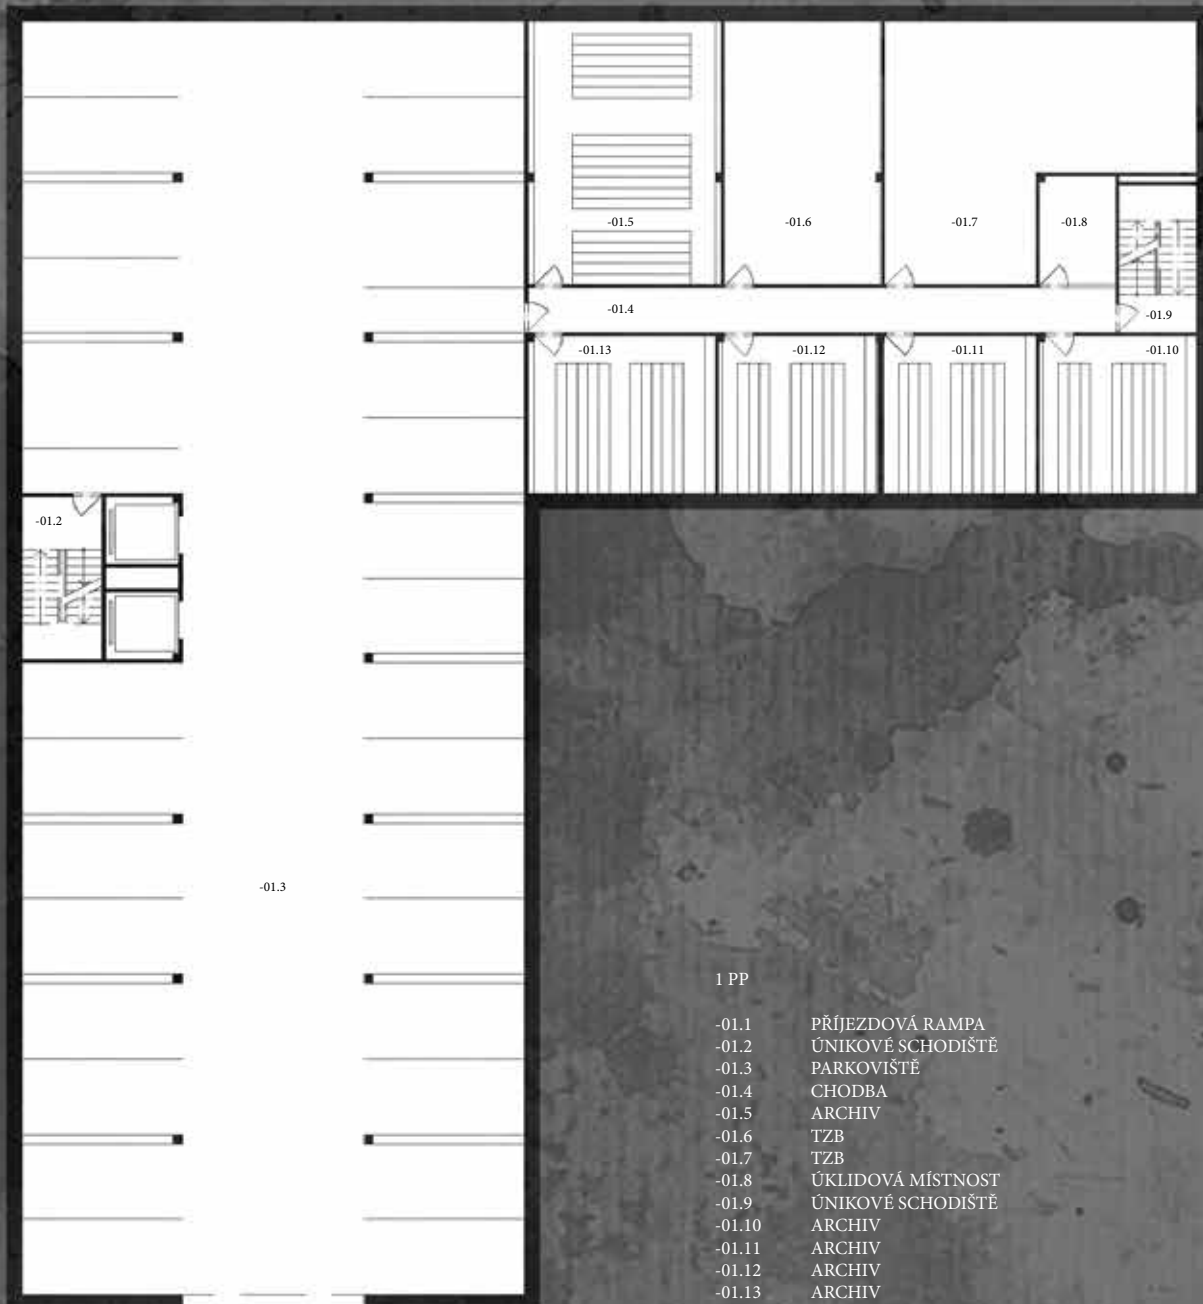 -01.5
-01.6
-01.7
-01.8
-01.4
-01.9
-01.13
-01.12
-01.11
-01.10
-01.2
-01.3
1 PP
-01.1 PŘÍJEZDOVÁ RAMPA
-01.2 ÚNIKOVÉ SCHODIŠTĚ
-01.3 PARKOVIŠTĚ
-01.4 CHODBA
-01.5 ARCHIV
-01.6 TZB
-01.7 TZB
-01.8 ÚKLIDOVÁ MÍSTNOST
-01.9 ÚNIKOVÉ SCHODIŠTĚ
-01.10 ARCHIV
-01.11 ARCHIV
-01.12 ARCHIV
-01.13 ARCHIV